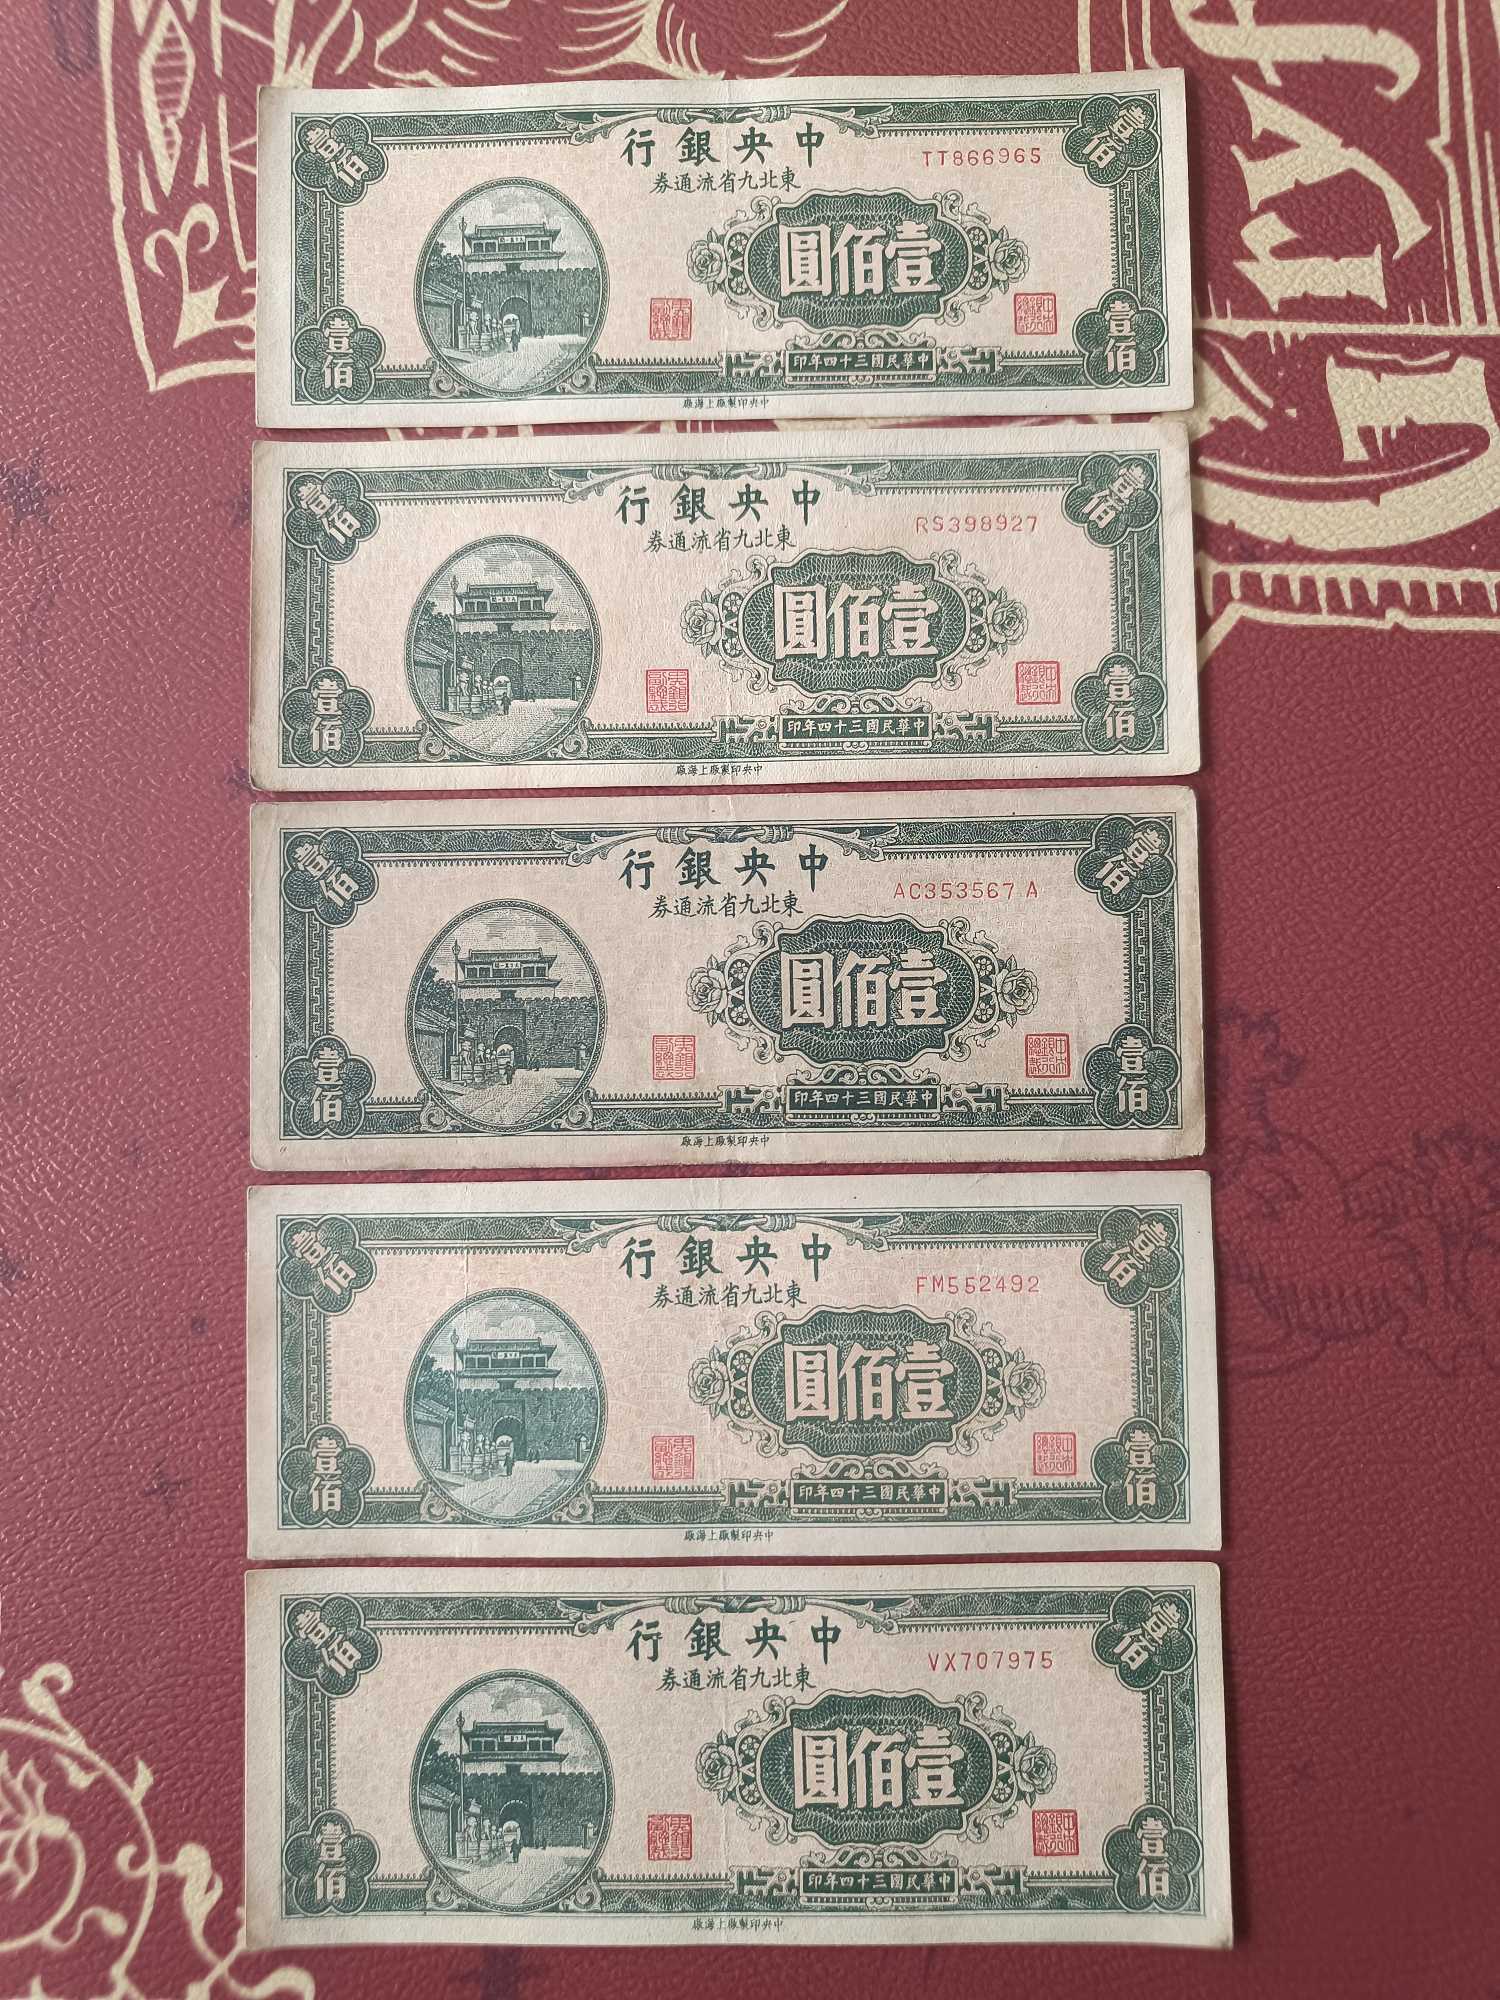 中央銀行
TT866965
東北九省流通券
壹佰
壹佰
壹佰圓
壹佰
壹佰
中華民國三十四年印
中央印製廠上海廠
中央銀行
RS398927
東北九省流通券
壹佰
壹佰
壹佰圓
壹佰
壹佰
中華民國三十四年印
中央印製廠上海廠
中央銀行
AC353567 A
東北九省流通券
壹佰
壹佰
壹佰圓
壹佰
壹佰
中華民國三十四年印
中央印製廠上海廠
中央銀行
FM552492
東北九省流通券
壹佰
壹佰
壹佰圓
壹佰
壹佰
中華民國三十四年印
中央印製廠上海廠
中央銀行
VX707975
東北九省流通券
壹佰
壹佰
壹佰圓
壹佰
壹佰
中華民國三十四年印
中央印製廠上海廠